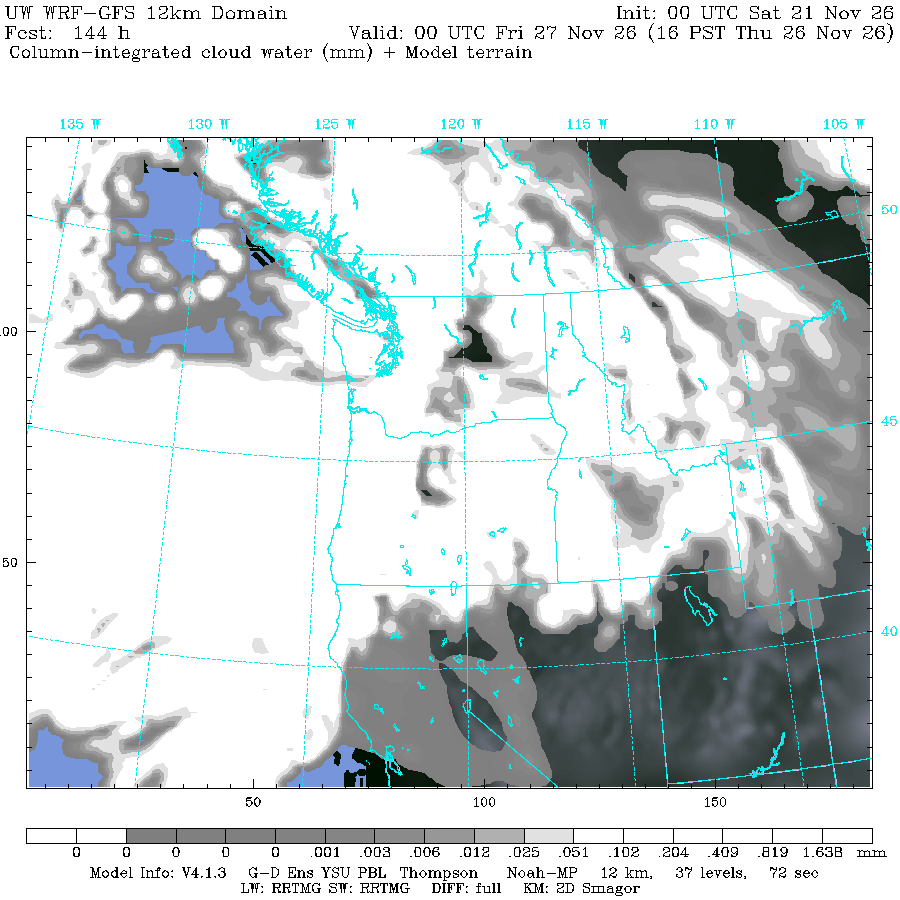 UW WRF-GFS 12km Domain Init: 00 UTC Sat 21 Nov 26
Fcst: 144 h Valid: 00 UTC Fri 27 Nov 26 (16 PST Thu 26 Nov 26)
Column-integrated cloud water (mm) + Model terrain
135 W 130 W 125 W 120 W 115 W 110 W 105 W
50
00
45
50
40
50 100 150
0 0 0 0 .001 .003 .006 .012 .025 .051 .102 .204 .409 .819 1.638 mm
Model Info: V4.1.3 G-D Ens YSU PBL Thompson Noah-MP 12 km, 37 levels, 72 sec
LW: RRTMG SW: RRTMG DIFF: full KM: 2D Smagor